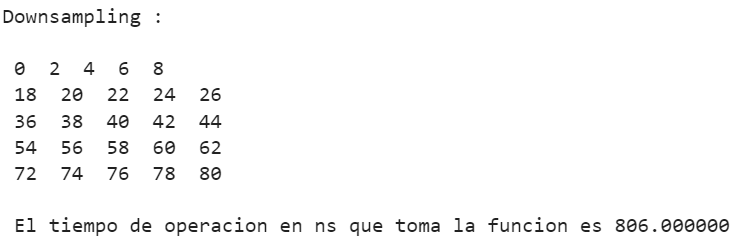 Downsampling :
0 2 4 6 8
18 20 22 24 26
36 38 40 42 44
54 56 58 60 62
72 74 76 78 80
El tiempo de operacion en ns que toma la funcion es 806.000000